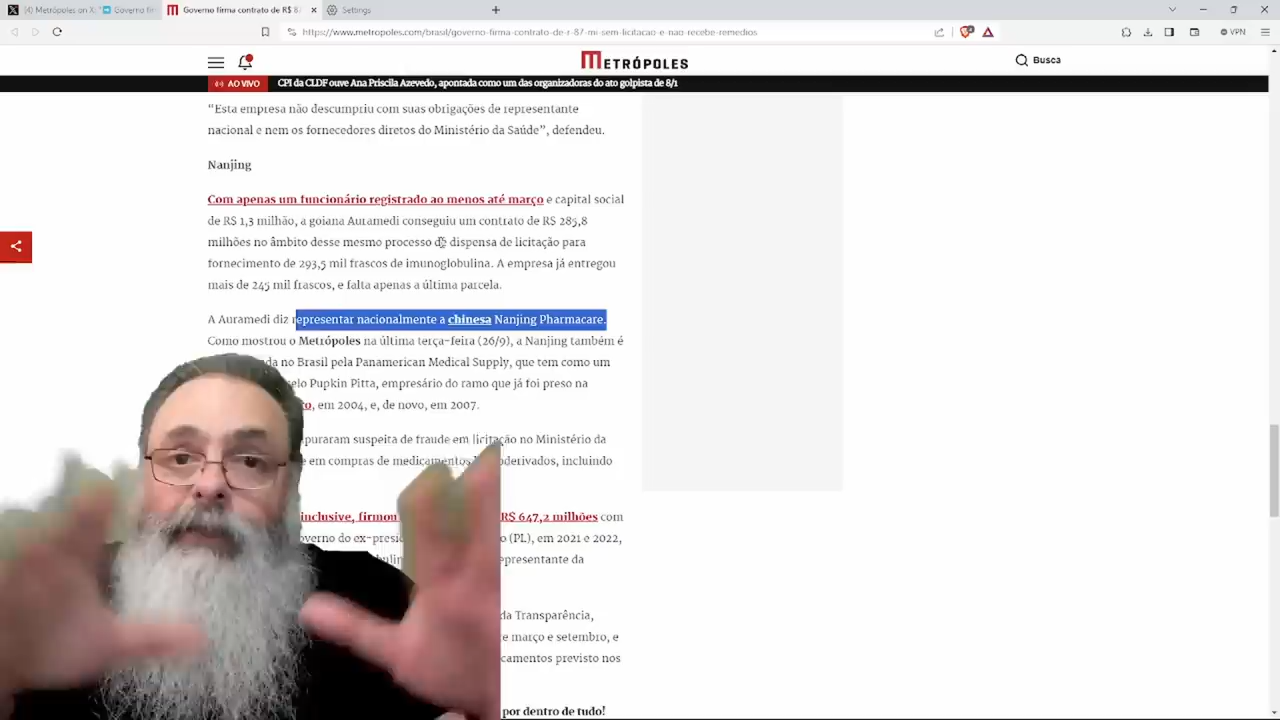 (4) Metrópoles on X: "➡ Governo fir
Governo firma contrato de R$ 8
Settings
https://www.metropoles.com/brasil/governo-firma-contrato-de-r-87-mi-sem-licitacao-e-nao-recebe-remedios
VPN
METRÓPOLES
Busca
AO VIVO
CPI da CLDF ouve Ana Priscila Azevedo, apontada como um das organizadoras do ato golpista de 8/1
“Esta empresa não descumpriu com suas obrigações de representante
nacional e nem os fornecedores diretos do Ministério da Saúde”, defendeu.
Nanjing
Com apenas um funcionário registrado ao menos até março e capital social
de R$ 1,3 milhão, a goiana Auramedi conseguiu um contrato de R$ 285,8
milhões no âmbito desse mesmo processo de dispensa de licitação para
fornecimento de 293,5 mil frascos de imunoglobulina. A empresa já entregou
mais de 245 mil frascos, e falta apenas a última parcela.
A Auramedi diz representar nacionalmente a chinesa Nanjing Pharmacare.
Como mostrou o Metrópoles na última terça-feira (26/9), a Nanjing também é
no Brasil pela Panamerican Medical Supply, que tem como um
Pupkin Pitta, empresário do ramo que já foi preso na
em 2004, e, de novo, em 2007.
suspeita de fraude em licitação no Ministério da
e em compras de medicamentos incluindo
inclusive, firmou R$ 647,2 milhões com
do (PL), em 2021 e 2022,
da
da Transparência,
e março e setembro, e
previsto nos
por dentro de tudo!